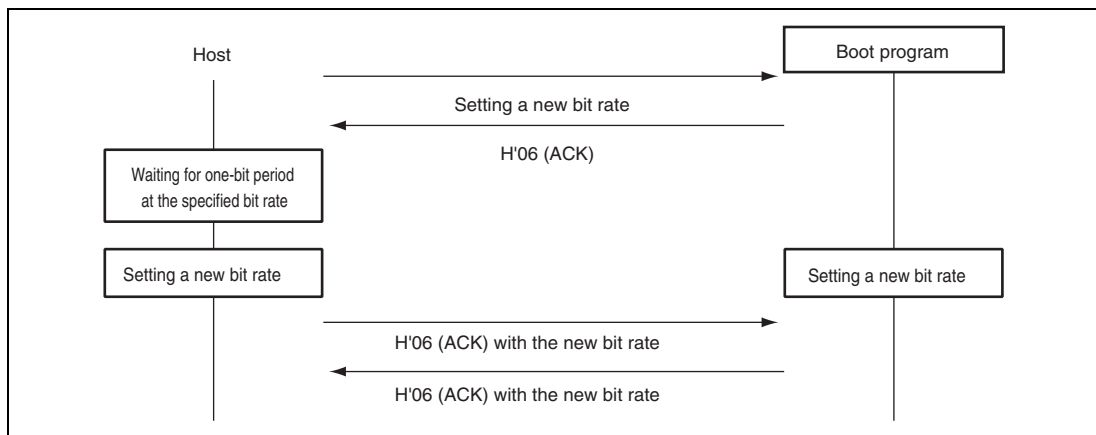 Host
Boot program
Setting a new bit rate
H'06 (ACK)
Waiting for one-bit period
at the specified bit rate
Setting a new bit rate
Setting a new bit rate
H'06 (ACK) with the new bit rate
H'06 (ACK) with the new bit rate